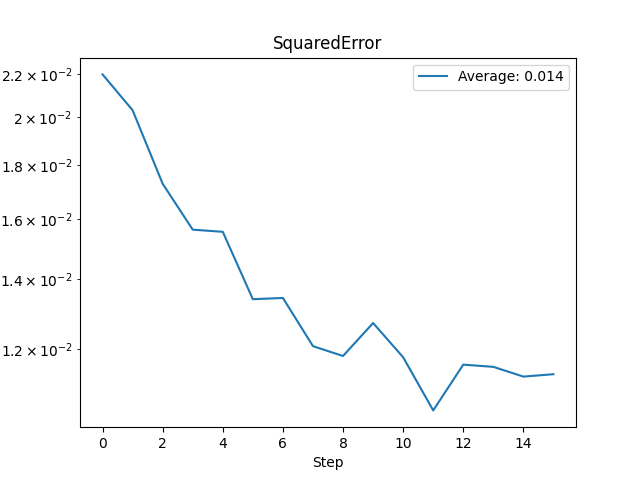 SquaredError
Average: 0.014
2.2 × 10⁻²
2 × 10⁻²
1.8 × 10⁻²
1.6 × 10⁻²
1.4 × 10⁻²
1.2 × 10⁻²
0 2 4 6 8 10 12 14
Step